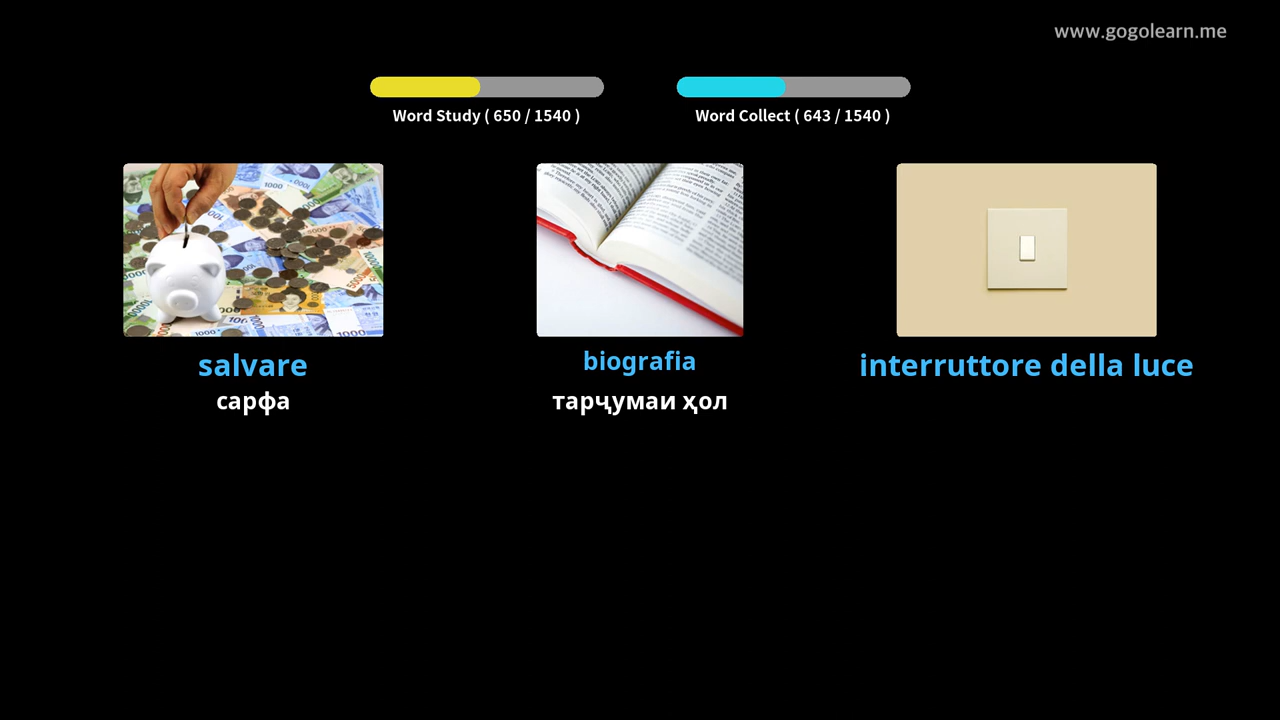 www.gogolearn.me
Word Study ( 650 / 1540 )
Word Collect ( 643 / 1540 )
salvare
сарфа
biografia
тарҷумаи ҳол
interruttore della luce